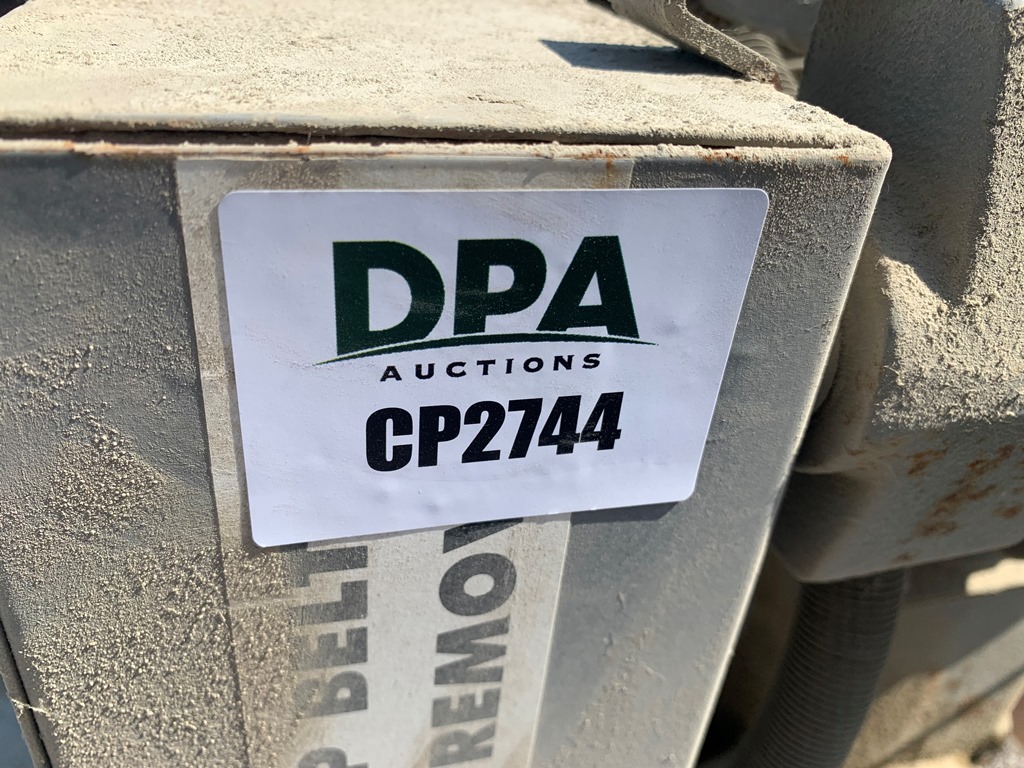 DPA
AUCTIONS
CP2744
P BELT
REMOV